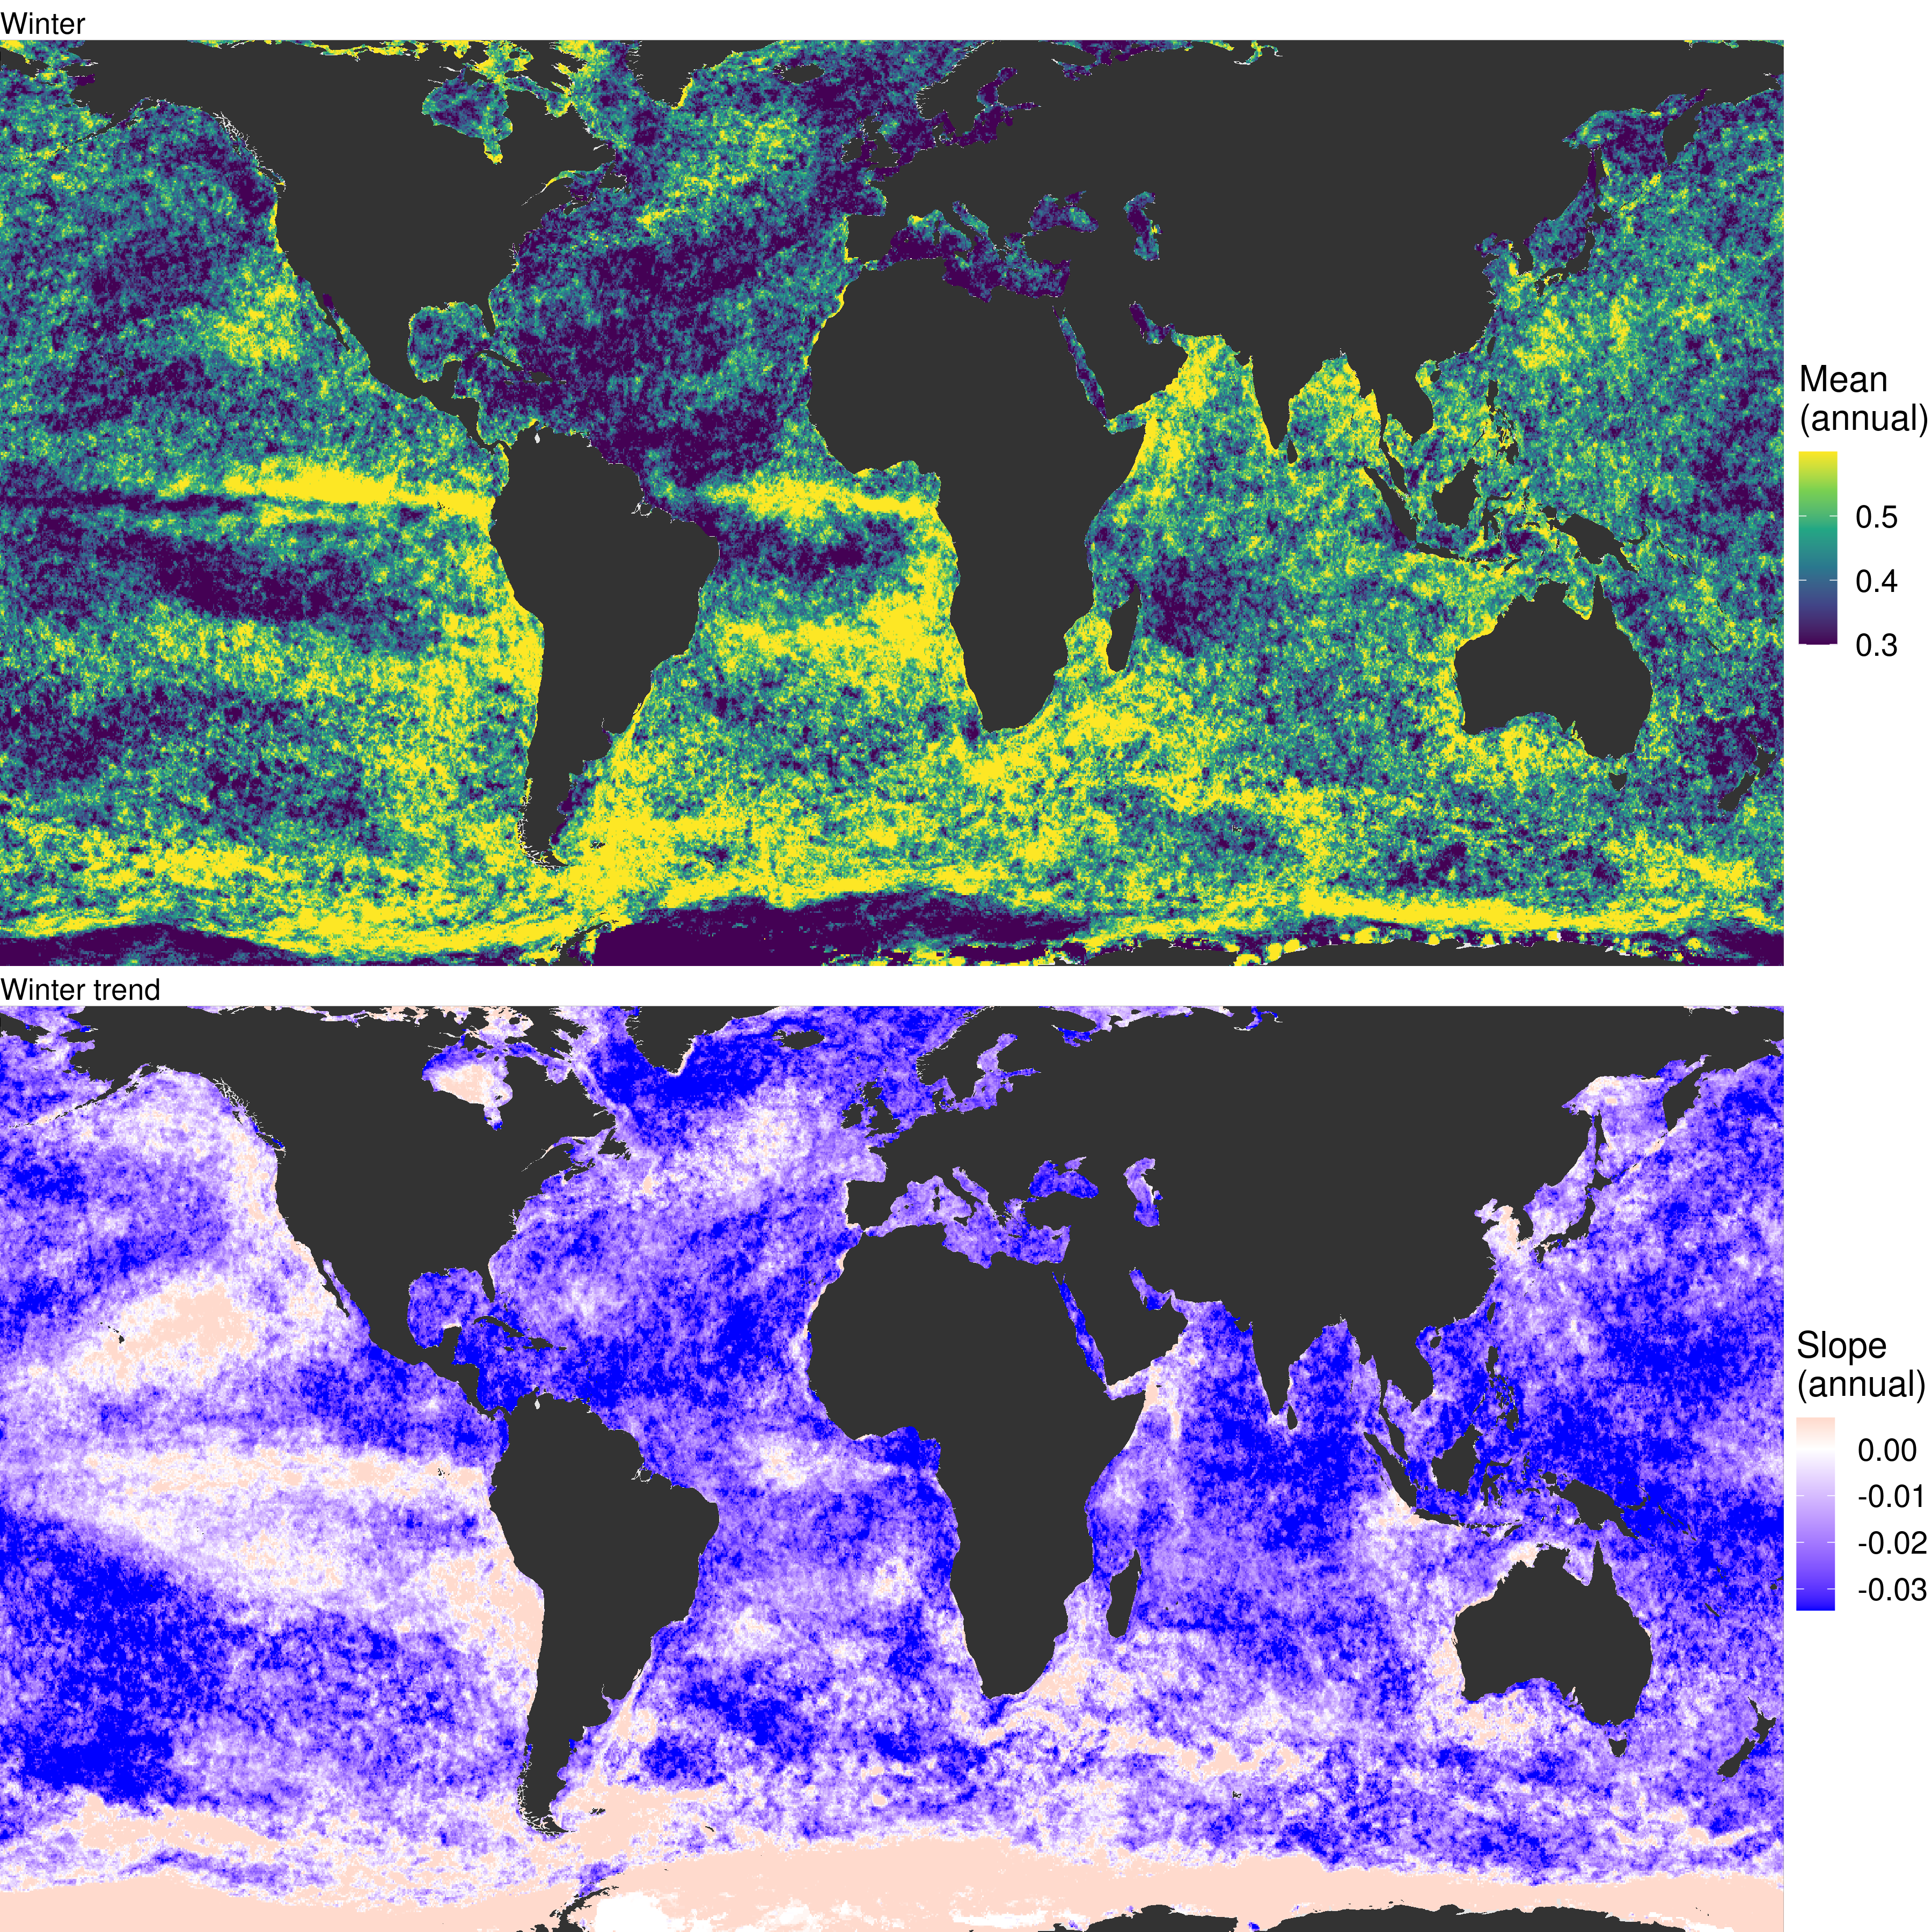 Winter
Mean
(annual)
0.5
0.4
0.3
Winter trend
Slope
(annual)
0.00
-0.01
-0.02
-0.03